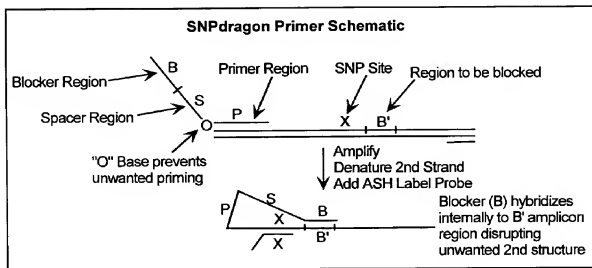 SNPdragon Primer Schematic
Blocker Region
B
Primer Region
SNP Site
Region to be blocked
Spacer Region
S
P
X
B'
O
"O" Base prevents
unwanted priming
Amplify
Denature 2nd Strand
Add ASH Label Probe
P
S
B
X
B'
X
Blocker (B) hybridizes
internally to B' amplicon
region disrupting
unwanted 2nd structure